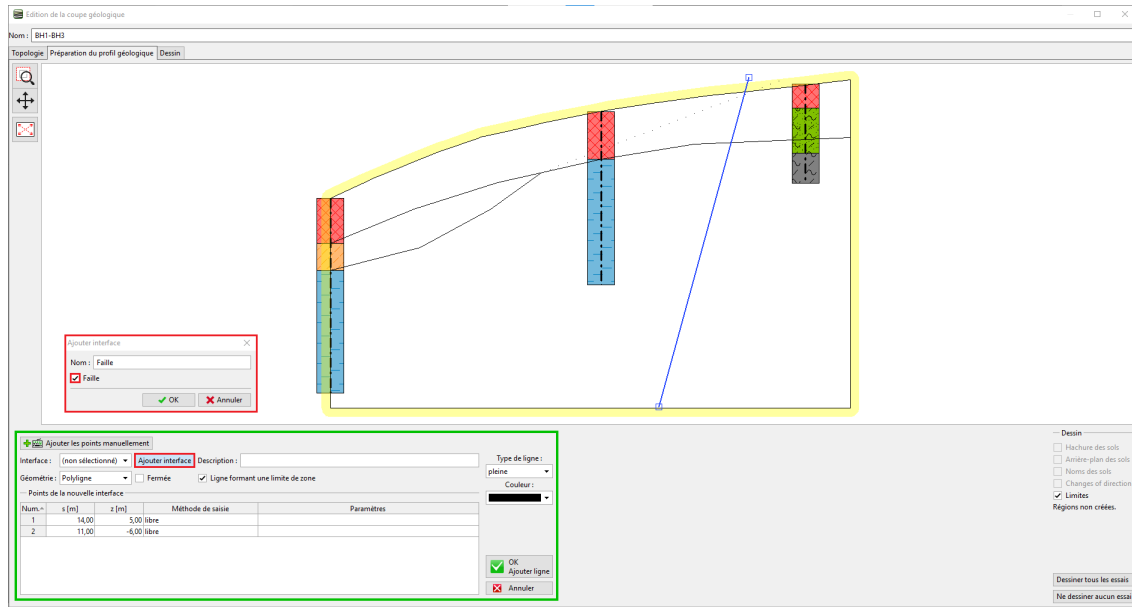 Edition de la coupe géologique
Nom : BH1-BH3
Topologie Préparation du profil géologique Dessin
Ajouter interface
Nom : Faille
Faille
OK Annuler
Ajouter les points manuellement
Interface : (non sélectionné) Ajouter interface Description :
Géométrie : Polyligne Fermée Ligne formant une limite de zone
Points de la nouvelle interface
Num. s [m] z [m] Méthode de saisie Paramètres
1 14,00 5,00 libre
2 11,00 -6,00 libre
Type de ligne :
pleine
Couleur :
OK
Ajouter ligne
Annuler
Dessin
Hachure des sols
Arrière-plan des sols
Noms des sols
Changes of direction
Limites
Régions non créées.
Dessiner tous les essais
Ne dessiner aucun essai